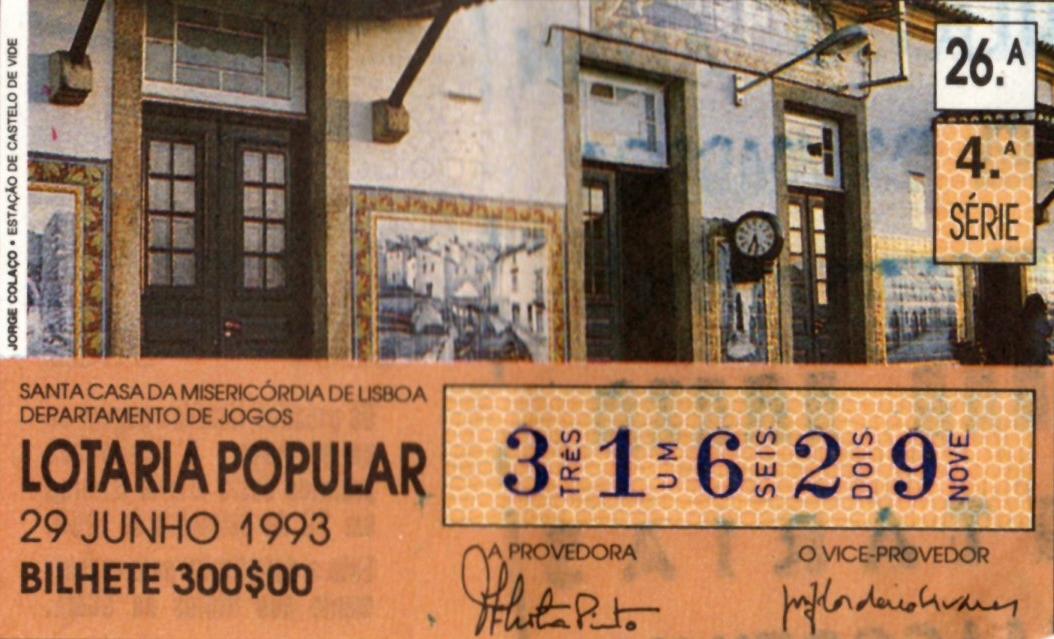 JORGE COLAÇO • ESTAÇÃO DE CASTELO DE VIDE
26.A
4.A
SÉRIE
SANTA CASA DA MISERICÓRDIA DE LISBOA
DEPARTAMENTO DE JOGOS
LOTARIA POPULAR
29 JUNHO 1993
BILHETE 300$00
3 TRÊS 1 UM 6 SEIS 2 DOIS 9 NOVE
A PROVEDORA
O VICE-PROVEDOR